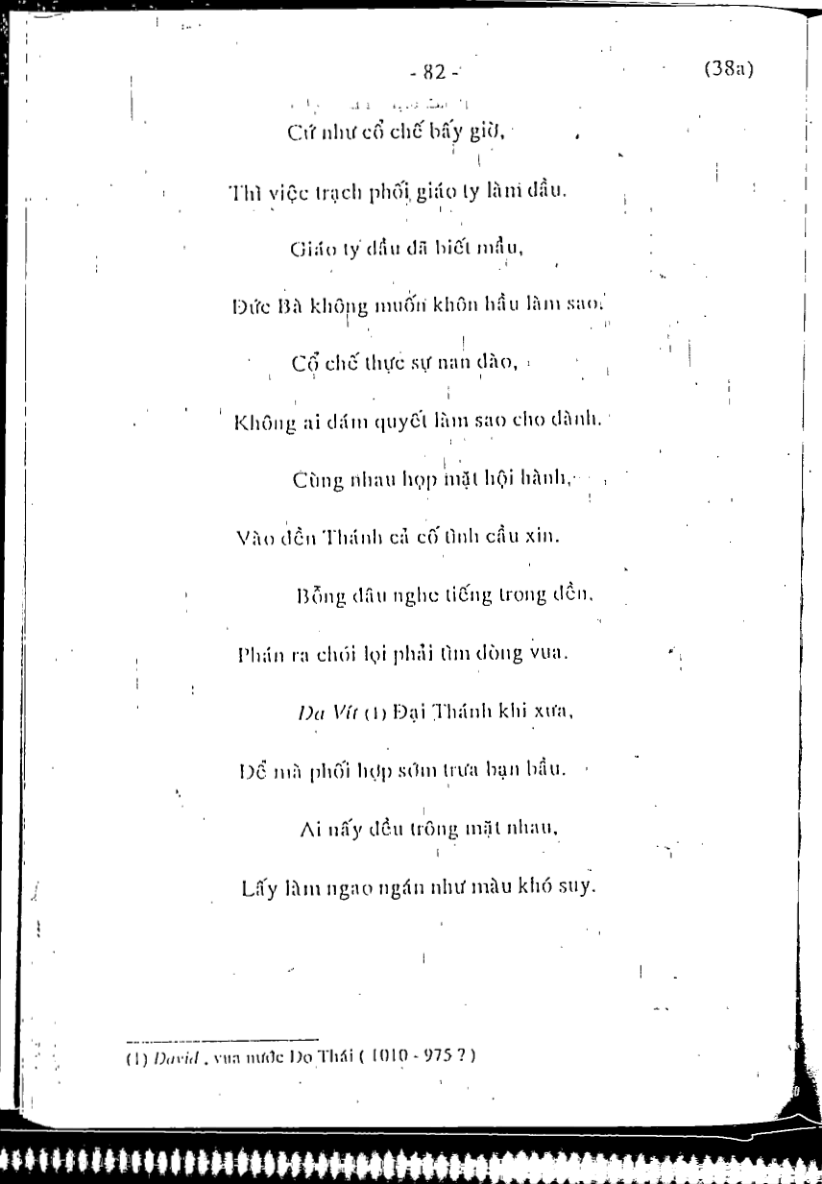 - 82 - (38a)
Cứ như cổ chế bấy giờ,
Thì việc trạch phối giáo ty làm đầu.
Giáo ty dầu đã biết mầu,
Đức Bà không muốn khôn hầu làm sao.
Cổ chế thực sự nan đào,
Không ai dám quyết làm sao cho đành.
Cùng nhau họp mặt hội hành,
Vào đền Thánh cả cố tình cầu xin.
Bỗng đâu nghe tiếng trong đền,
Phán ra chói lọi phải tìm dòng vua.
Da Vít (1) Đại Thánh khi xưa,
Để mà phối hợp sớm trưa bạn bầu.
Ai nấy đều trông mặt nhau,
Lấy làm ngao ngán như màu khó suy.
(1) David , vua nước Do Thái ( 1010 - 975 ? )